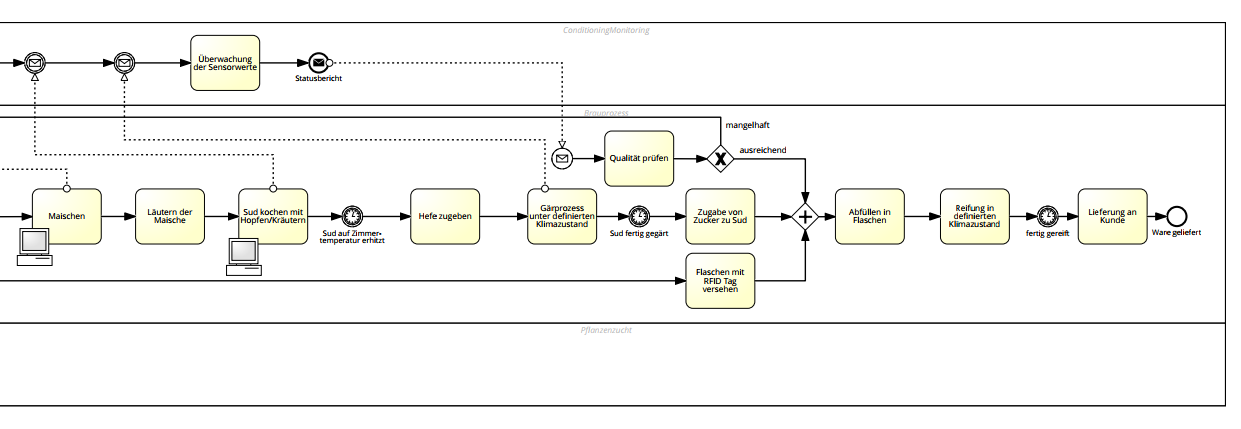 ConditioningMonitoring
Überwachung
der Sensorwerte
Statusbericht
Brauprozess
mangelhaft
ausreichend
Qualität prüfen
Maischen
Läutern der
Maische
Sud kochen mit
Hopfen/Kräutern
Sud auf Zimmer-
temperatur erhitzt
Hefe zugeben
Gärprozess
unter definierten
Klimazustand
Sud fertig gegärt
Zugabe von
Zucker zu Sud
Abfüllen in
Flaschen
Reifung in
definierten
Klimazustand
fertig gereift
Lieferung an
Kunde
Ware geliefert
Flaschen mit
RFID Tag
versehen
Pflanzenzucht